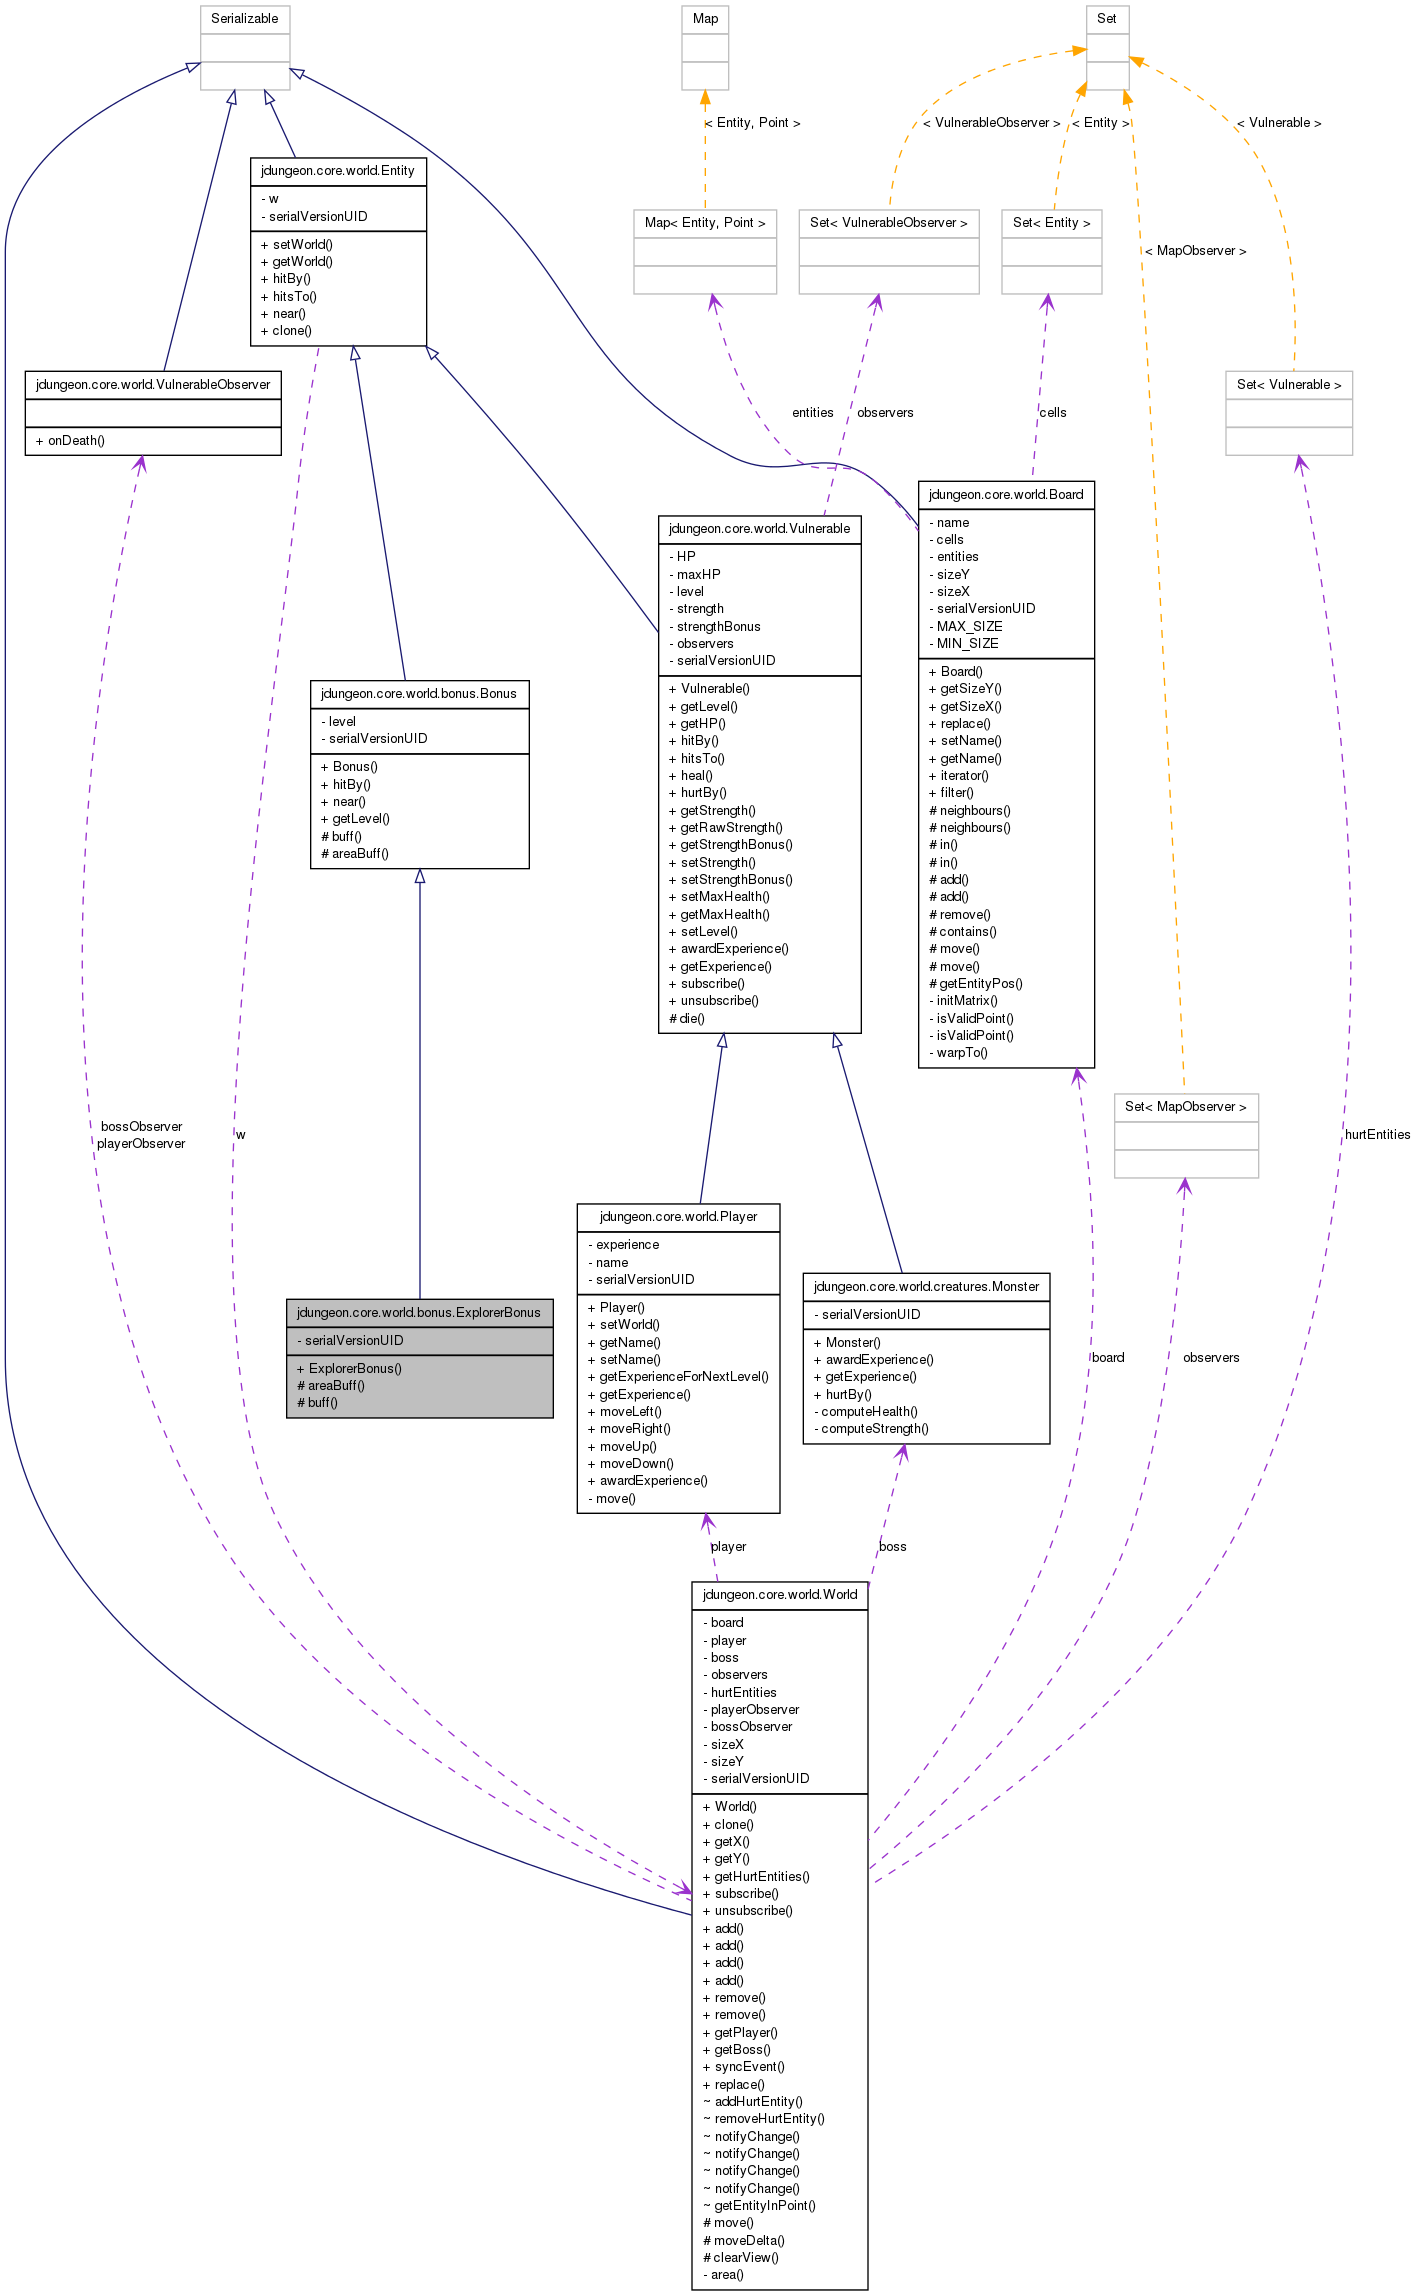 Serializable
Map
Set
< Entity, Point >
< VulnerableObserver >
< Entity >
< Vulnerable >
jdungeon.core.world.Entity
- w
- serialVersionUID
+ setWorld()
+ getWorld()
+ hitBy()
+ hitsTo()
+ near()
+ clone()
Map< Entity, Point >
Set< VulnerableObserver >
Set< Entity >
< MapObserver >
jdungeon.core.world.VulnerableObserver
+ onDeath()
Set< Vulnerable >
entities
observers
cells
jdungeon.core.world.Vulnerable
- HP
- maxHP
- level
- strength
- strengthBonus
- observers
- serialVersionUID
+ Vulnerable()
+ getLevel()
+ getHP()
+ hitBy()
+ hitsTo()
+ heal()
+ hurtBy()
+ getStrength()
+ getRawStrength()
+ getStrengthBonus()
+ setStrength()
+ setStrengthBonus()
+ setMaxHealth()
+ getMaxHealth()
+ setLevel()
+ awardExperience()
+ getExperience()
+ subscribe()
+ unsubscribe()
# die()
jdungeon.core.world.Board
- name
- cells
- entities
- sizeY
- sizeX
- serialVersionUID
- MAX_SIZE
- MIN_SIZE
+ Board()
+ getSizeY()
+ getSizeX()
+ replace()
+ setName()
+ getName()
+ iterator()
+ filter()
# neighbours()
# neighbours()
# in()
# in()
# add()
# add()
# remove()
# contains()
# move()
# move()
# getEntityPos()
- initMatrix()
- isValidPoint()
- isValidPoint()
- warpTo()
jdungeon.core.world.bonus.Bonus
- level
- serialVersionUID
+ Bonus()
+ hitBy()
+ near()
+ getLevel()
# buff()
# areaBuff()
Set< MapObserver >
bossObserver
playerObserver
w
hurtEntities
jdungeon.core.world.Player
- experience
- name
- serialVersionUID
+ Player()
+ setWorld()
+ getName()
+ setName()
+ getExperienceForNextLevel()
+ getExperience()
+ moveLeft()
+ moveRight()
+ moveUp()
+ moveDown()
+ awardExperience()
- move()
jdungeon.core.world.creatures.Monster
- serialVersionUID
+ Monster()
+ awardExperience()
+ getExperience()
+ hurtBy()
- computeHealth()
- computeStrength()
jdungeon.core.world.bonus.ExplorerBonus
- serialVersionUID
+ ExplorerBonus()
# areaBuff()
# buff()
board
observers
player
boss
jdungeon.core.world.World
- board
- player
- boss
- observers
- hurtEntities
- playerObserver
- bossObserver
- sizeX
- sizeY
- serialVersionUID
+ World()
+ clone()
+ getX()
+ getY()
+ getHurtEntities()
+ subscribe()
+ unsubscribe()
+ add()
+ add()
+ add()
+ add()
+ remove()
+ remove()
+ getPlayer()
+ getBoss()
+ syncEvent()
+ replace()
~ addHurtEntity()
~ removeHurtEntity()
~ notifyChange()
~ notifyChange()
~ notifyChange()
~ notifyChange()
~ getEntityInPoint()
# move()
# moveDelta()
# clearView()
- area()